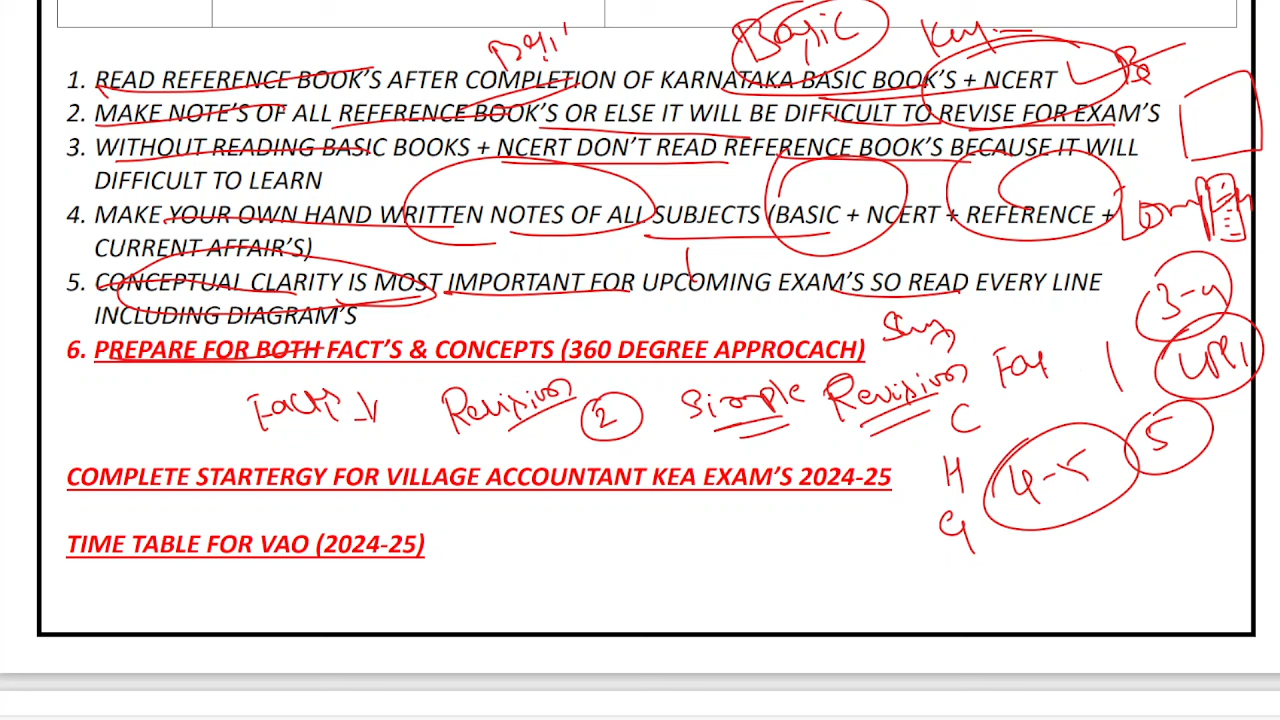 Basic
Key
1. READ REFERENCE BOOK'S AFTER COMPLETION OF KARNATAKA BASIC BOOK'S + NCERT
2. MAKE NOTE'S OF ALL REFERENCE BOOK'S OR ELSE IT WILL BE DIFFICULT TO REVISE FOR EXAM'S
3. WITHOUT READING BASIC BOOKS + NCERT DON'T READ REFERENCE BOOK'S BECAUSE IT WILL
DIFFICULT TO LEARN
4. MAKE YOUR OWN HAND WRITTEN NOTES OF ALL SUBJECTS (BASIC + NCERT + REFERENCE +
CURRENT AFFAIR'S)
5. CONCEPTUAL CLARITY IS MOST IMPORTANT FOR UPCOMING EXAM'S SO READ EVERY LINE
INCLUDING DIAGRAM'S
3-4
6. PREPARE FOR BOTH FACT'S & CONCEPTS (360 DEGREE APPROCACH)
Facts Revision 2 Simple Revision For
C
5
H 4-5
G
COMPLETE STARTERGY FOR VILLAGE ACCOUNTANT KEA EXAM'S 2024-25
TIME TABLE FOR VAO (2024-25)